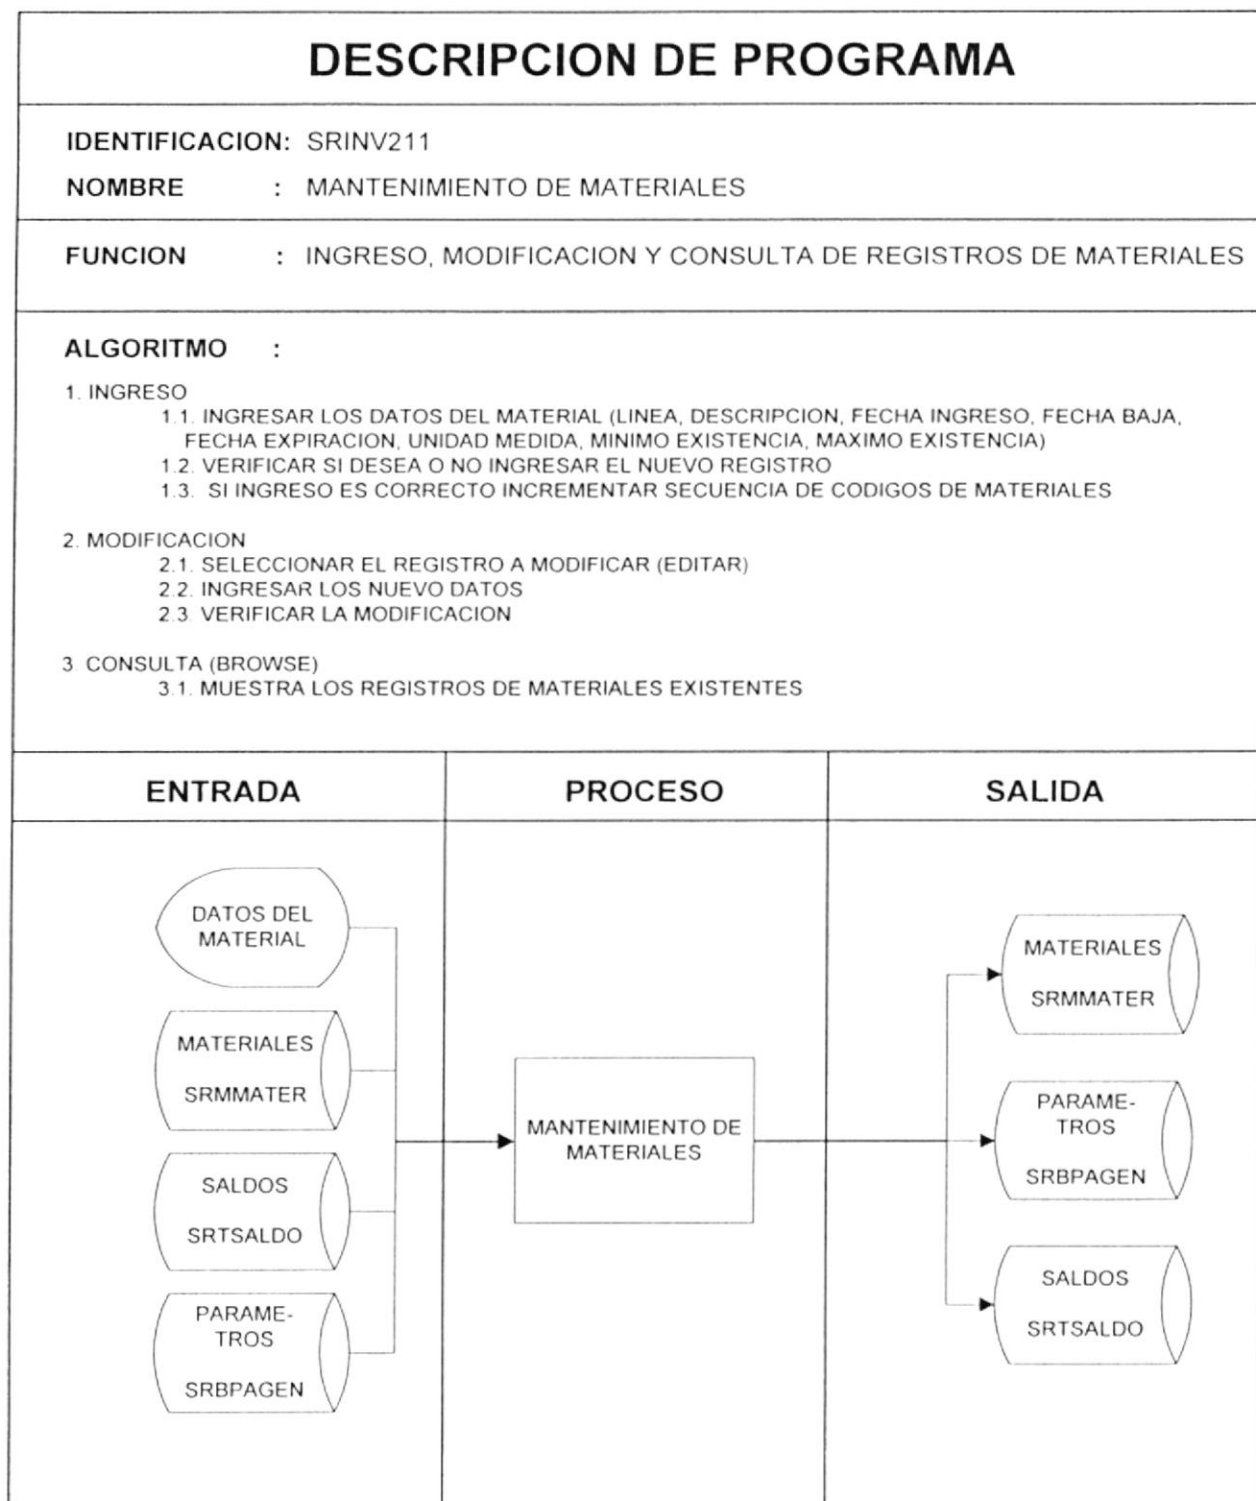 DESCRIPCION DE PROGRAMA
IDENTIFICACION: SRINV211
NOMBRE : MANTENIMIENTO DE MATERIALES
FUNCION : INGRESO, MODIFICACION Y CONSULTA DE REGISTROS DE MATERIALES
ALGORITMO :
1. INGRESO
1.1. INGRESAR LOS DATOS DEL MATERIAL (LINEA, DESCRIPCION, FECHA INGRESO, FECHA BAJA,
FECHA EXPIRACION, UNIDAD MEDIDA, MINIMO EXISTENCIA, MAXIMO EXISTENCIA)
1.2. VERIFICAR SI DESEA O NO INGRESAR EL NUEVO REGISTRO
1.3. SI INGRESO ES CORRECTO INCREMENTAR SECUENCIA DE CODIGOS DE MATERIALES
2. MODIFICACION
2.1. SELECCIONAR EL REGISTRO A MODIFICAR (EDITAR)
2.2. INGRESAR LOS NUEVO DATOS
2.3. VERIFICAR LA MODIFICACION
3. CONSULTA (BROWSE)
3.1. MUESTRA LOS REGISTROS DE MATERIALES EXISTENTES
ENTRADA
PROCESO
SALIDA
DATOS DEL
MATERIAL
MATERIALES
SRMMATER
SALDOS
SRTSALDO
PARAME-
TROS
SRBPAGEN
MANTENIMIENTO DE
MATERIALES
MATERIALES
SRMMATER
PARAME-
TROS
SRBPAGEN
SALDOS
SRTSALDO